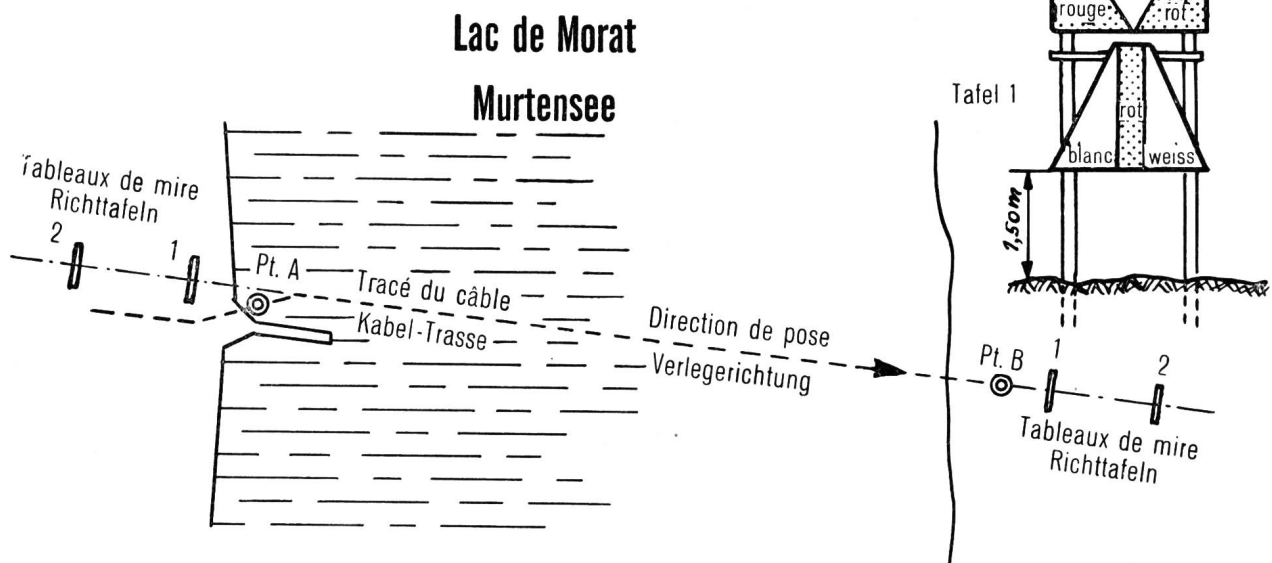 Lac de Morat
Murtensee
Tableaux de mire
Richttafeln
2
1
Pt. A
Tracé du câble
Kabel-Trasse
Direction de pose
Verlegerichtung
Pt. B
1
2
Tableaux de mire
Richttafeln
Tafel 1
rouge rot
rot
blanc weiss
1,50m